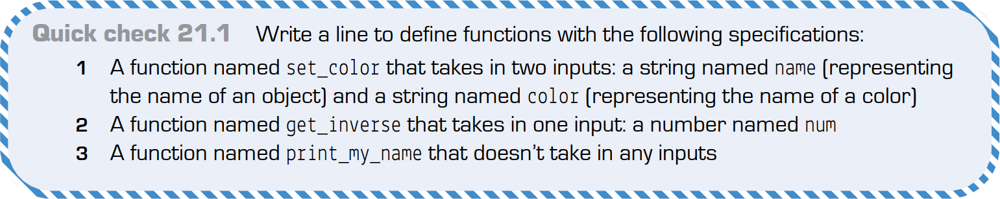 Quick check 21.1 Write a line to define functions with the following specifications:
1 A function named set_color that takes in two inputs: a string named name (representing
the name of an object) and a string named color (representing the name of a color)
2 A function named get_inverse that takes in one input: a number named num
3 A function named print_my_name that doesn’t take in any inputs